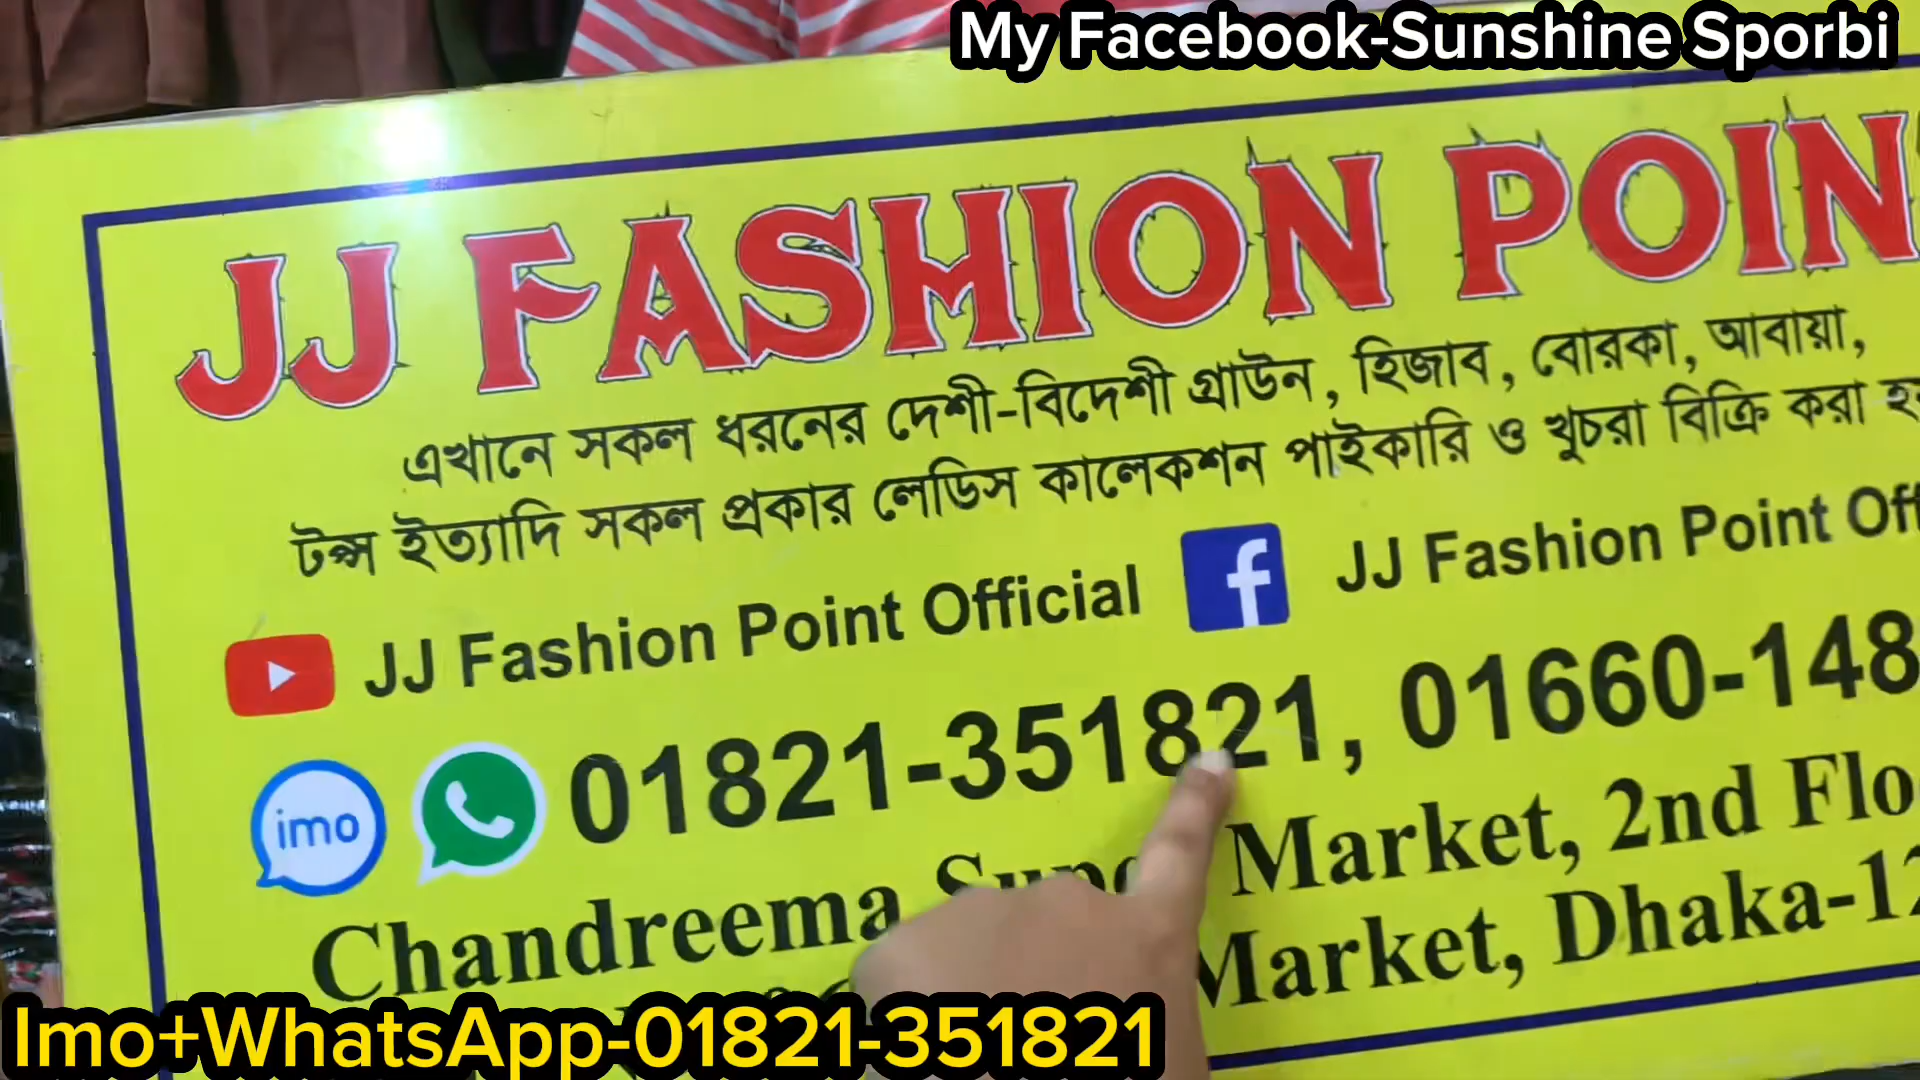 My Facebook-Sunshine Sporbi
JJ FASHION POIN
এখানে সকল ধরনের দেশী-বিদেশী গ্রাউন, হিজাব, বোরকা, আবায়া,
টপ্স ইত্যাদি সকল প্রকার লেডিস কালেকশন পাইকারি ও খুচরা বিক্রি করা
JJ Fashion Point Official JJ Fashion Point Off
imo 01821-351821, 01660-148
Chandreema Market, 2nd Flo
Market, Dhaka-12
Imo+WhatsApp-01821-351821